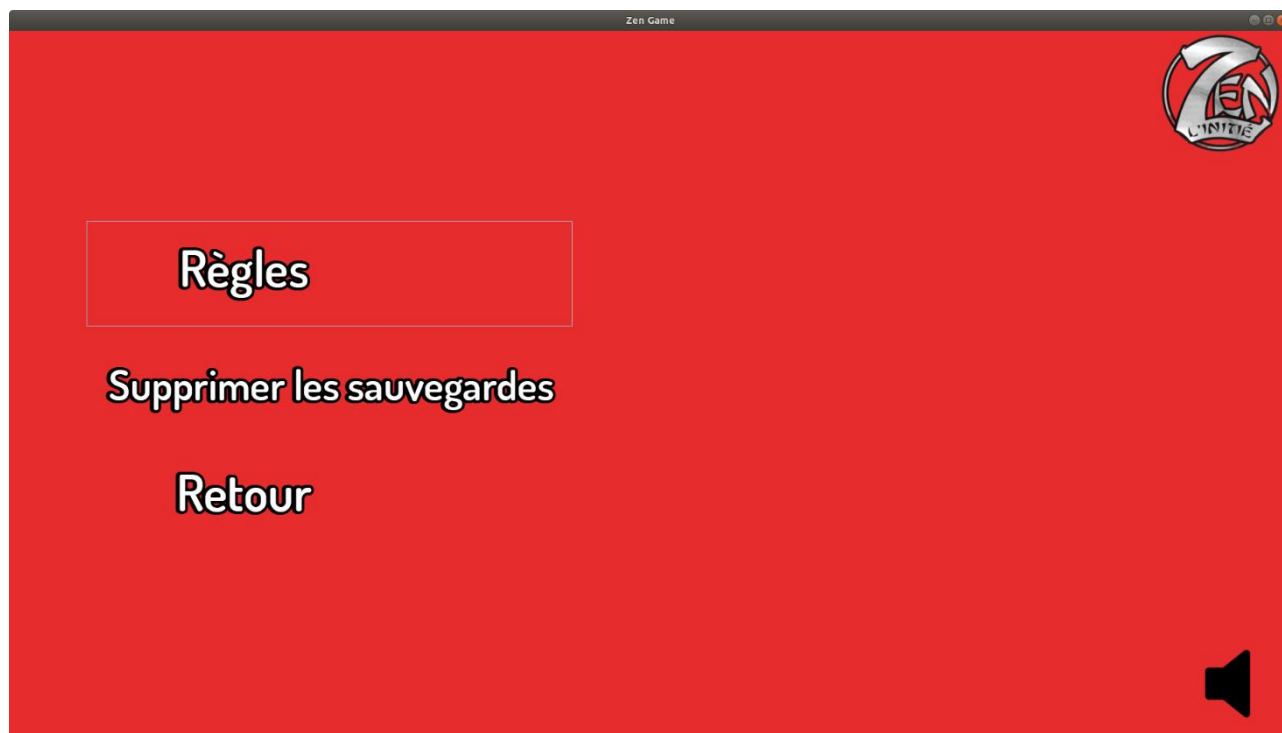 Zen Game
ZEN
L'INITIÉ
Règles
Supprimer les sauvegardes
Retour